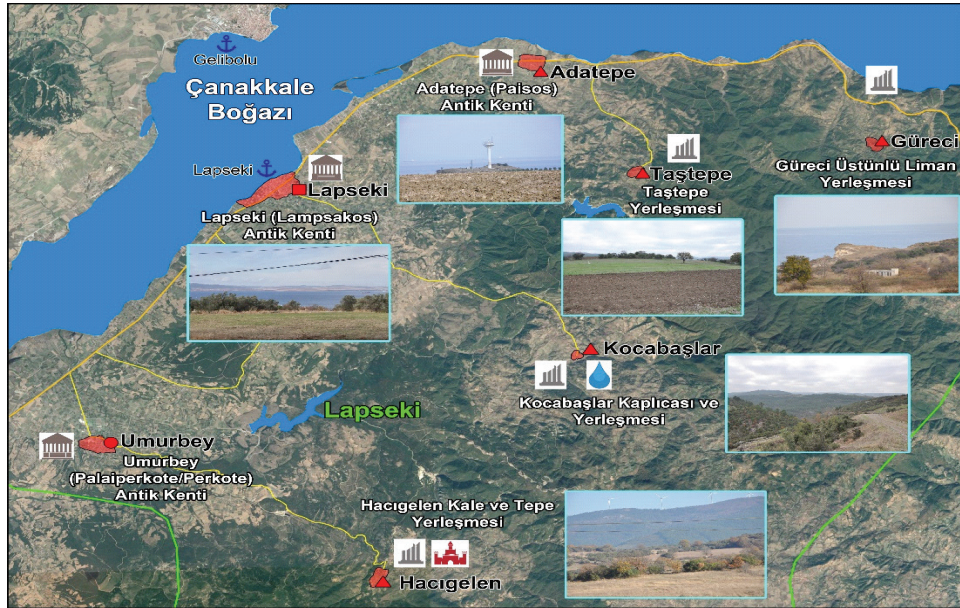 Gelibolu
Çanakkale
Boğazı
Adatepe
Adatepe (Paisos)
Antik Kenti
Güreci
Güreci Üstünlü Liman
Yerleşmesi
Lapseki
Lapseki
Lapseki (Lampsakos)
Antik Kenti
Taştepe
Taştepe
Yerleşmesi
Kocabaşlar
Kocabaşlar Kaplıcası ve
Yerleşmesi
Lapseki
Umurbey
Umurbey
(Palaiperkote/Perkote)
Antik Kenti
Hacıgelen Kale ve Tepe
Yerleşmesi
Hacıgelen